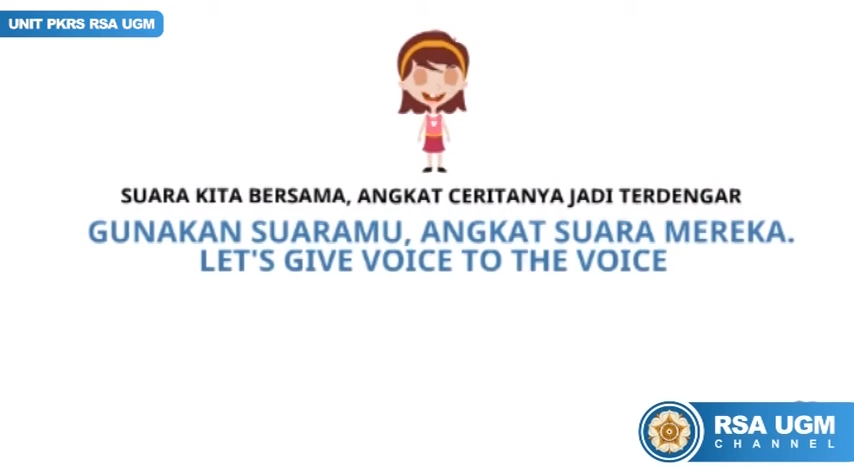 UNIT PKRS RSA UGM
SUARA KITA BERSAMA, ANGKAT CERITANYA JADI TERDENGAR
GUNAKAN SUARAMU, ANGKAT SUARA MEREKA.
LET'S GIVE VOICE TO THE VOICE
RSA UGM
CHANNEL